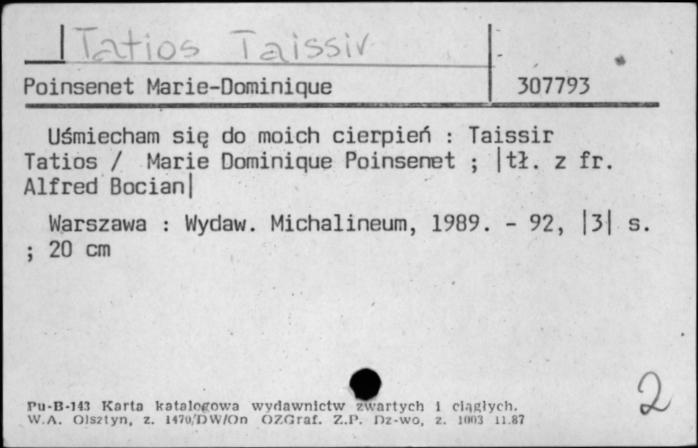 Tatios Taissir
Poinsenet Marie-Dominique 307793
Uśmiecham się do moich cierpień : Taissir
Tatios / Marie Dominique Poinsenet ; |tł. z fr.
Alfred Bocian|
Warszawa : Wydaw. Michalineum, 1989. - 92, |3| s.
; 20 cm
2
Pu-B-143 Karta katalogowa wydawnictw zwartych i ciągłych.
W.A. Olsztyn, z. 1470/DW/On OZGraf. Z.P. Dz-wo, z. 1003 11.87